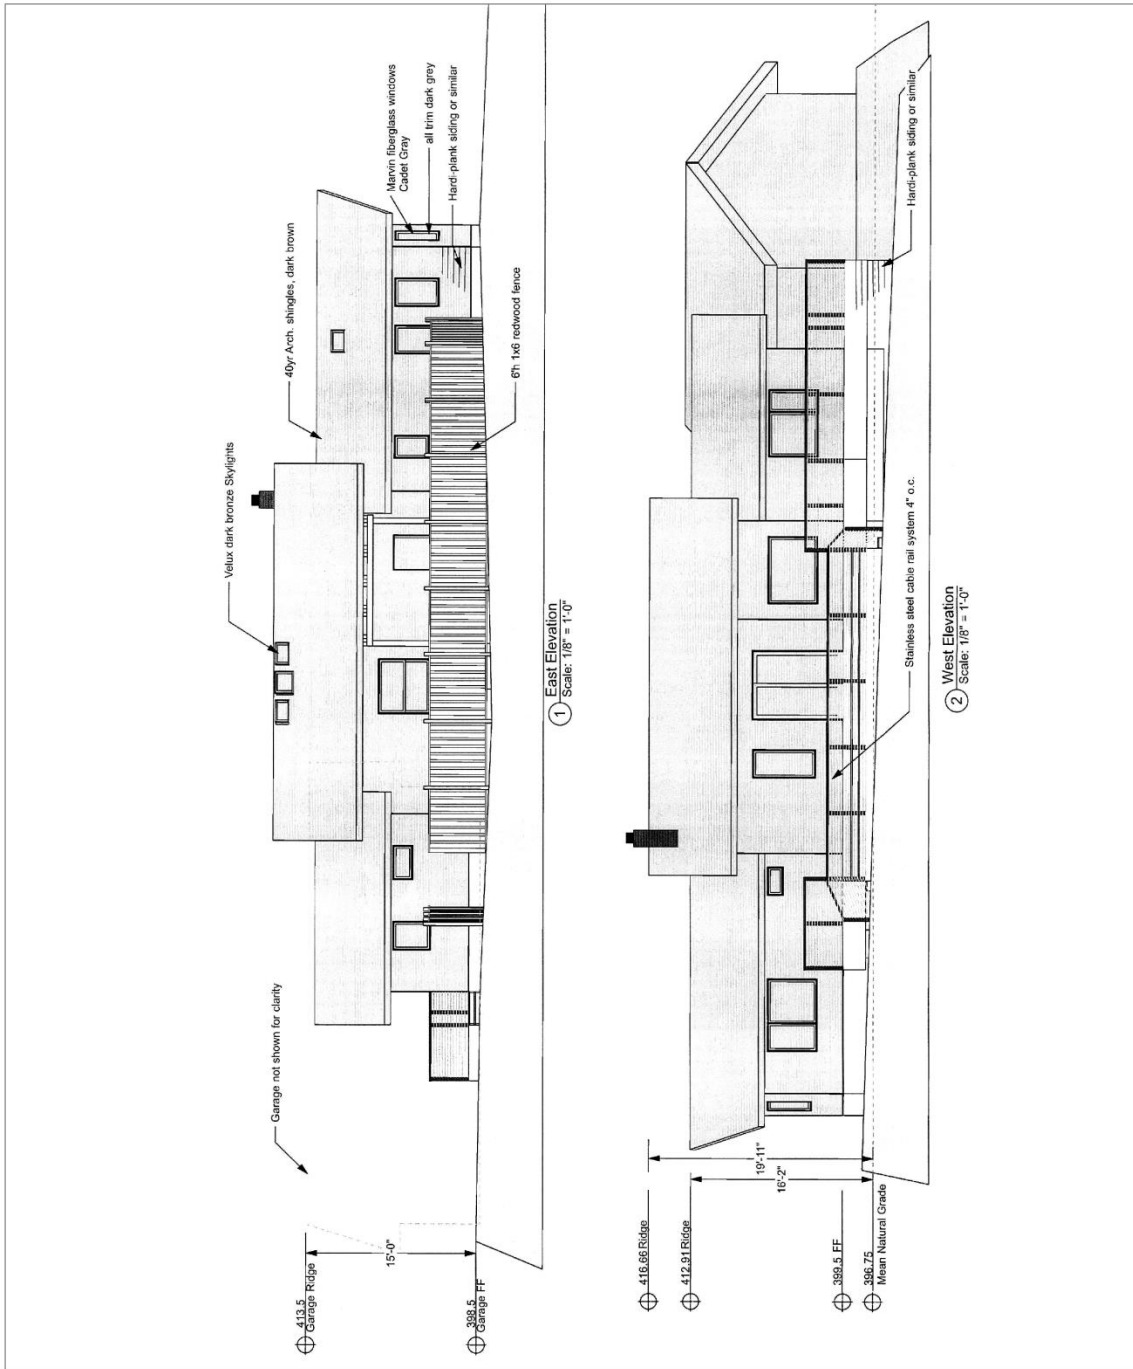 Garage not shown for clarity
Velux dark bronze Skylights
40yr Arch. shingles, dark brown
Marvin fiberglass windows
Cadet Gray
all trim dark grey
Hardi-plank siding or similar
413.5
Garage Ridge
15'-0"
398.5
Garage FF
6'h 1x6 redwood fence
1
East Elevation
Scale: 1/8" = 1'-0"
416.66 Ridge
412.91 Ridge
399.5 FF
396.75
Mean Natural Grade
19'-11"
16'-2"
Stainless steel cable rail system 4" o.c.
Hardi-plank siding or similar
2
West Elevation
Scale: 1/8" = 1'-0"